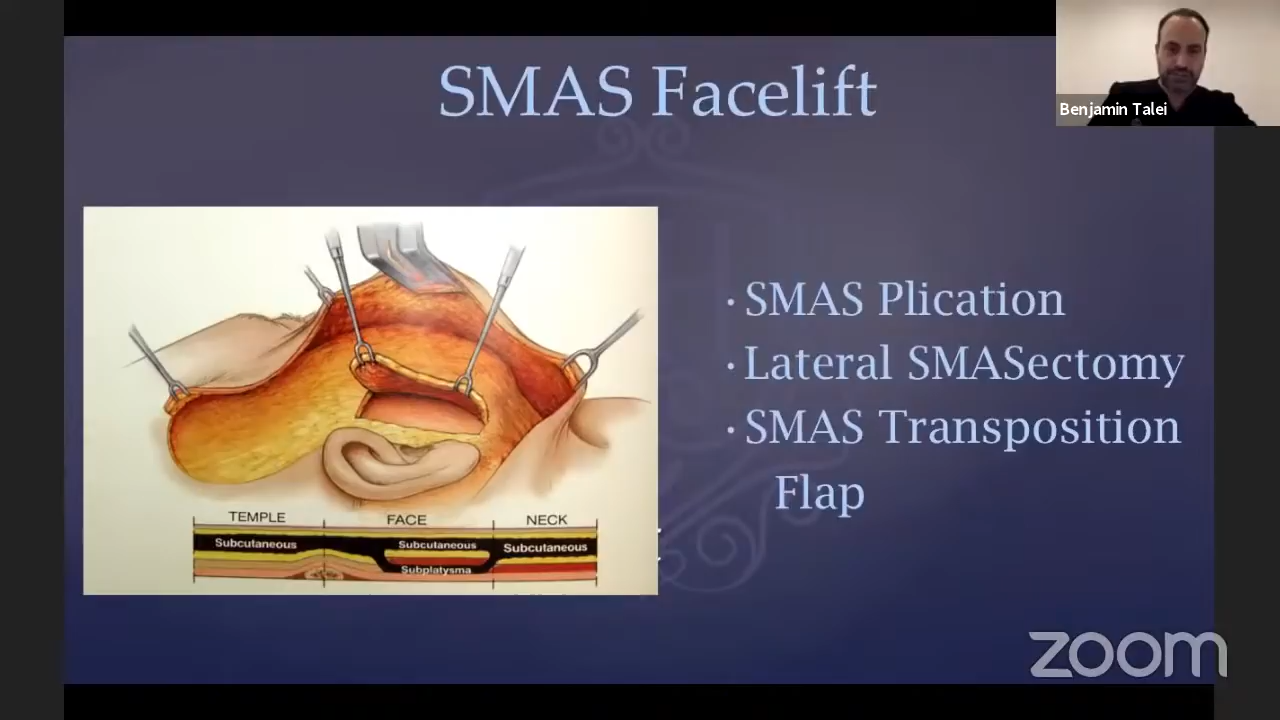 SMAS Facelift
Benjamin Talei
· SMAS Plication
· Lateral SMASectomy
· SMAS Transposition
Flap
TEMPLE FACE NECK
Subcutaneous Subcutaneous Subcutaneous
Subplatysma
zoom